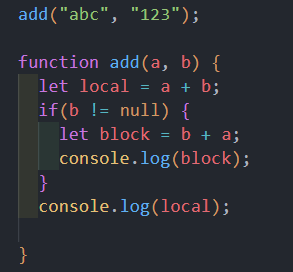 add("abc", "123");
function add(a, b) {
let local = a + b;
if(b != null) {
let block = b + a;
console.log(block);
}
console.log(local);
}